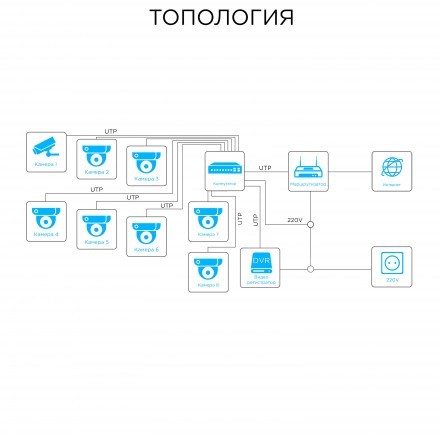 ТОПОЛОГИЯ
UTP
Камера 1
Камера 2
Камера 3
Коммутатор
UTP
Маршрутизатор
Интернет
UTP
UTP
UTP
Камера 4
Камера 5
Камера 6
Камера 7
UTP
UTP
220V
DVR
Видео
регистратор
Камера 8
220V